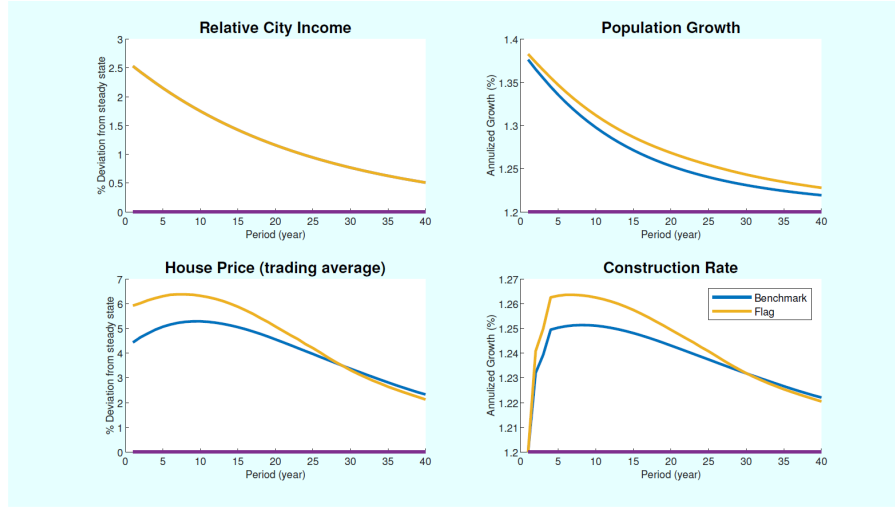 Relative City Income
% Deviation from steady state
3
2.5
2
1.5
1
0.5
0
0 5 10 15 20 25 30 35 40
Period (year)
Population Growth
Annulized Growth (%)
1.4
1.35
1.3
1.25
1.2
0 5 10 15 20 25 30 35 40
Period (year)
House Price (trading average)
% Deviation from steady state
7
6
5
4
3
2
1
0
0 5 10 15 20 25 30 35 40
Period (year)
Construction Rate
Annulized Growth (%)
1.27
1.26
1.25
1.24
1.23
1.22
1.21
1.2
0 5 10 15 20 25 30 35 40
Period (year)
Benchmark
Flag